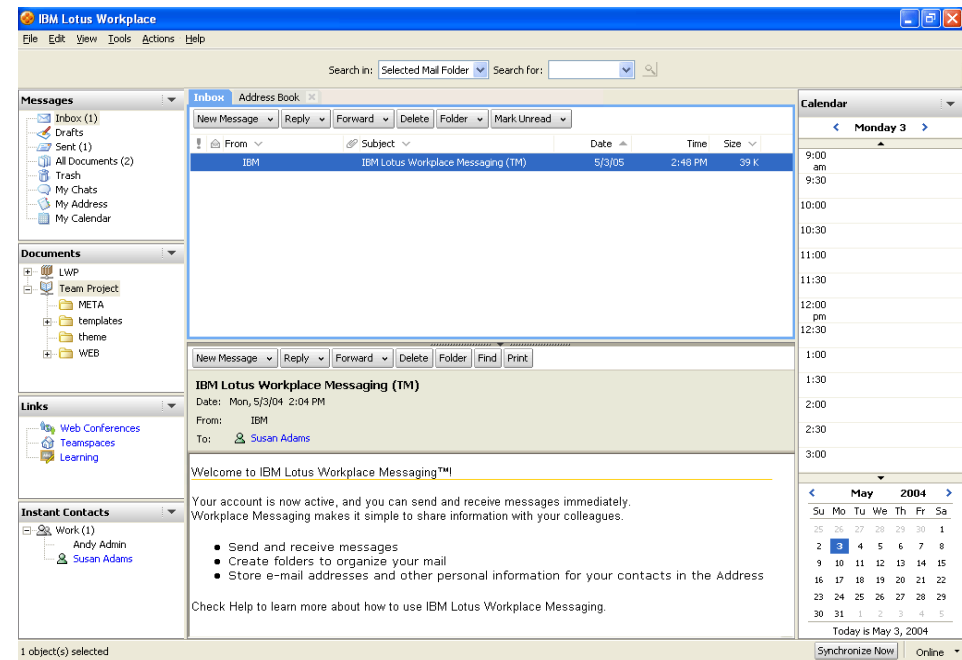 IBM Lotus Workplace
File Edit View Tools Actions Help
Search in: Selected Mail Folder Search for:
Messages
Inbox (1)
Drafts
Sent (1)
All Documents (2)
Trash
My Chats
My Address
My Calendar
Documents
LWP
Team Project
META
templates
theme
WEB
Links
Web Conferences
Teamspaces
Learning
Instant Contacts
Work (1)
Andy Admin
Susan Adams
Inbox Address Book
New Message Reply Forward Delete Folder Mark Unread
! From Subject Date Time Size
IBM IBM Lotus Workplace Messaging (TM) 5/3/05 2:48 PM 39 K
New Message Reply Forward Delete Folder Find Print
IBM Lotus Workplace Messaging (TM)
Date: Mon, 5/3/04 2:04 PM
From: IBM
To: Susan Adams
Welcome to IBM Lotus Workplace Messaging™!
Your account is now active, and you can send and receive messages immediately.
Workplace Messaging makes it simple to share information with your colleagues.
• Send and receive messages
• Create folders to organize your mail
• Store e-mail addresses and other personal information for your contacts in the Address
Check Help to learn more about how to use IBM Lotus Workplace Messaging.
Calendar
Monday 3
9:00
am
9:30
10:00
10:30
11:00
11:30
12:00
pm
12:30
1:00
1:30
2:00
2:30
3:00
May 2004
Su Mo Tu We Th Fr Sa
25 26 27 28 29 30 1
2 3 4 5 6 7 8
9 10 11 12 13 14 15
16 17 18 19 20 21 22
23 24 25 26 27 28 29
30 31 1 2 3 4 5
Today is May 3, 2004
1 object(s) selected
Synchronize Now Online